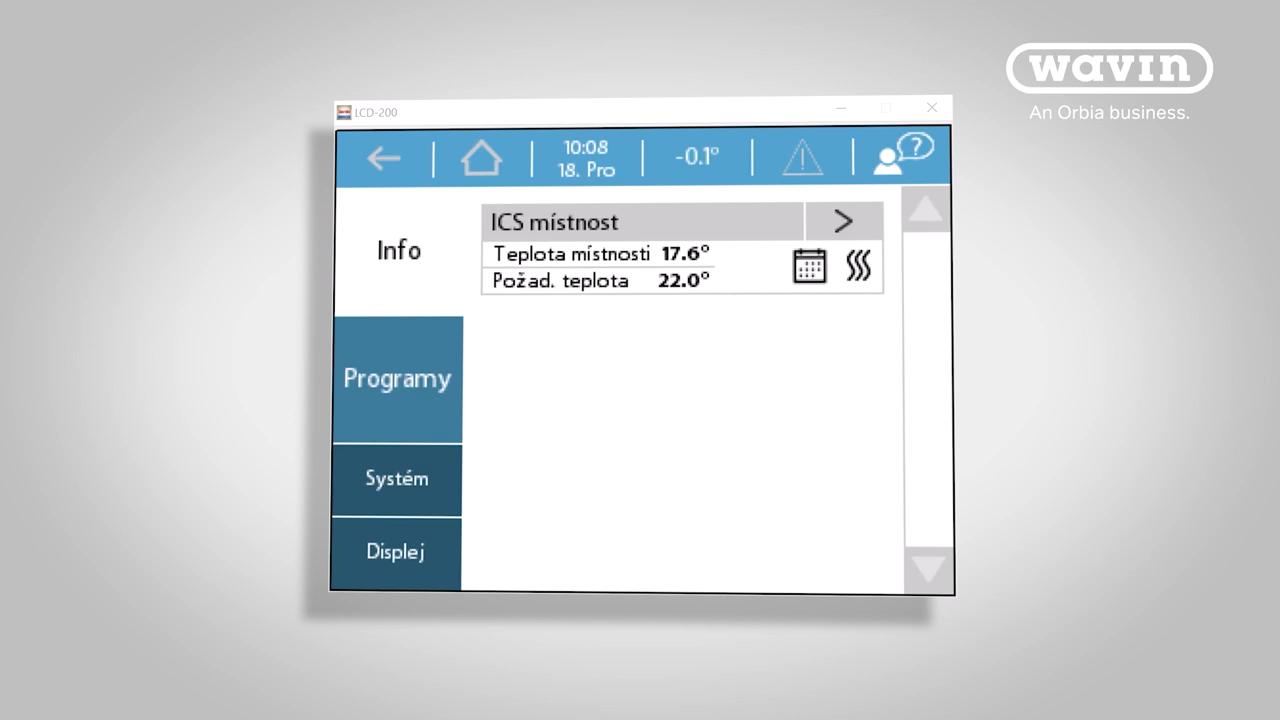 wavin
An Orbia business.
LCD-200
10:08
18. Pro
-0.1°
?
Info
Programy
Systém
Displej
ICS místnost
Teplota místnosti 17.6°
Požad. teplota 22.0°